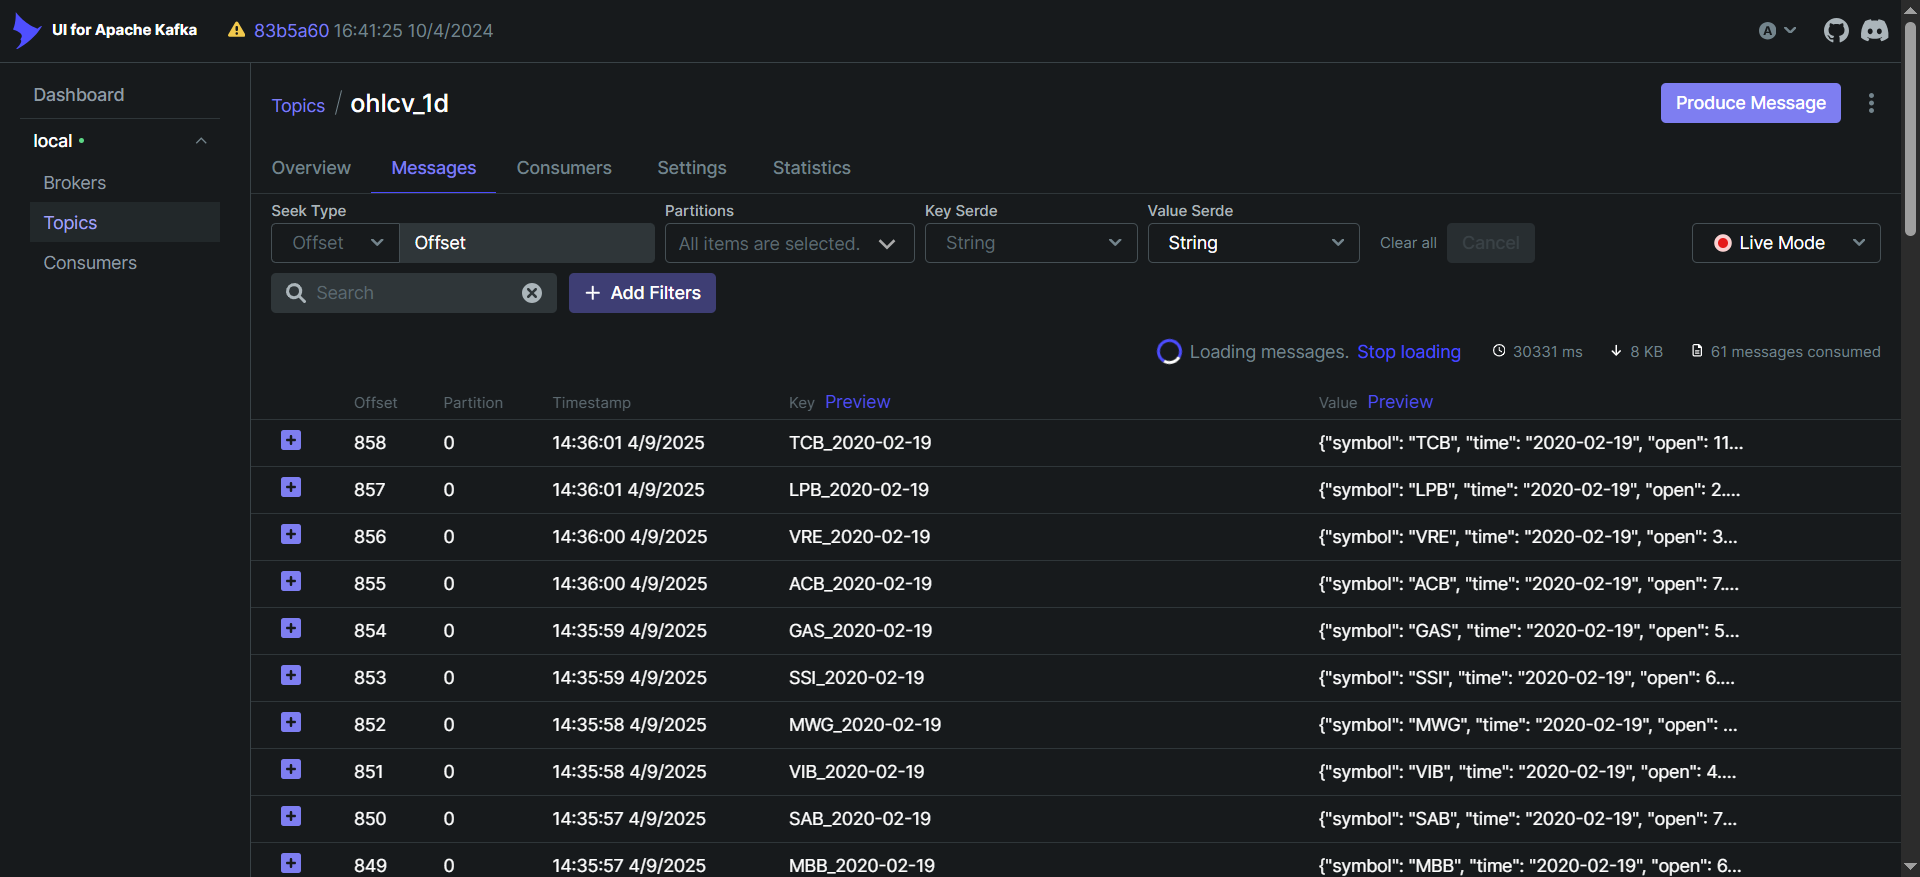 UI for Apache Kafka 83b5a60 16:41:25 10/4/2024 A
Dashboard
local
Brokers
Topics
Consumers
Topics / ohlcv_1d
Produce Message
Overview Messages Consumers Settings Statistics
Seek Type Partitions Key Serde Value Serde
Offset Offset All items are selected. String String Clear all Cancel Live Mode
Search Add Filters
Loading messages. Stop loading 30331 ms 8 KB 61 messages consumed
Offset Partition Timestamp Key Preview Value Preview
858 0 14:36:01 4/9/2025 TCB_2020-02-19 {"symbol": "TCB", "time": "2020-02-19", "open": 11...
857 0 14:36:01 4/9/2025 LPB_2020-02-19 {"symbol": "LPB", "time": "2020-02-19", "open": 2....
856 0 14:36:00 4/9/2025 VRE_2020-02-19 {"symbol": "VRE", "time": "2020-02-19", "open": 3...
855 0 14:36:00 4/9/2025 ACB_2020-02-19 {"symbol": "ACB", "time": "2020-02-19", "open": 7....
854 0 14:35:59 4/9/2025 GAS_2020-02-19 {"symbol": "GAS", "time": "2020-02-19", "open": 5...
853 0 14:35:59 4/9/2025 SSI_2020-02-19 {"symbol": "SSI", "time": "2020-02-19", "open": 6....
852 0 14:35:58 4/9/2025 MWG_2020-02-19 {"symbol": "MWG", "time": "2020-02-19", "open": ...
851 0 14:35:58 4/9/2025 VIB_2020-02-19 {"symbol": "VIB", "time": "2020-02-19", "open": 4....
850 0 14:35:57 4/9/2025 SAB_2020-02-19 {"symbol": "SAB", "time": "2020-02-19", "open": 7...
849 0 14:35:57 4/9/2025 MBB_2020-02-19 {"symbol": "MBB", "time": "2020-02-19", "open": 6...